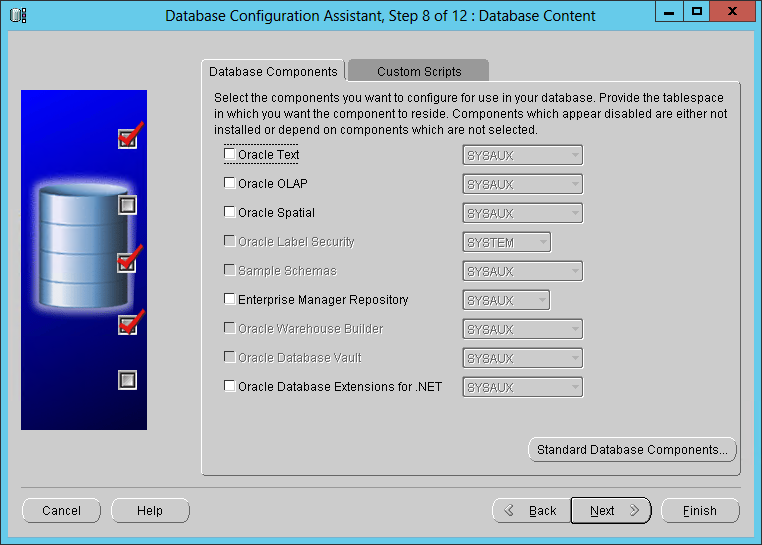 Database Configuration Assistant, Step 8 of 12 : Database Content
Database Components
Custom Scripts
Select the components you want to configure for use in your database. Provide the tablespace
in which you want the component to reside. Components which appear disabled are either not
installed or depend on components which are not selected.
Oracle Text SYSAUX
Oracle OLAP SYSAUX
Oracle Spatial SYSAUX
Oracle Label Security SYSTEM
Sample Schemas SYSAUX
Enterprise Manager Repository SYSAUX
Oracle Warehouse Builder SYSAUX
Oracle Database Vault SYSAUX
Oracle Database Extensions for .NET SYSAUX
Standard Database Components...
Cancel Help Back Next Finish